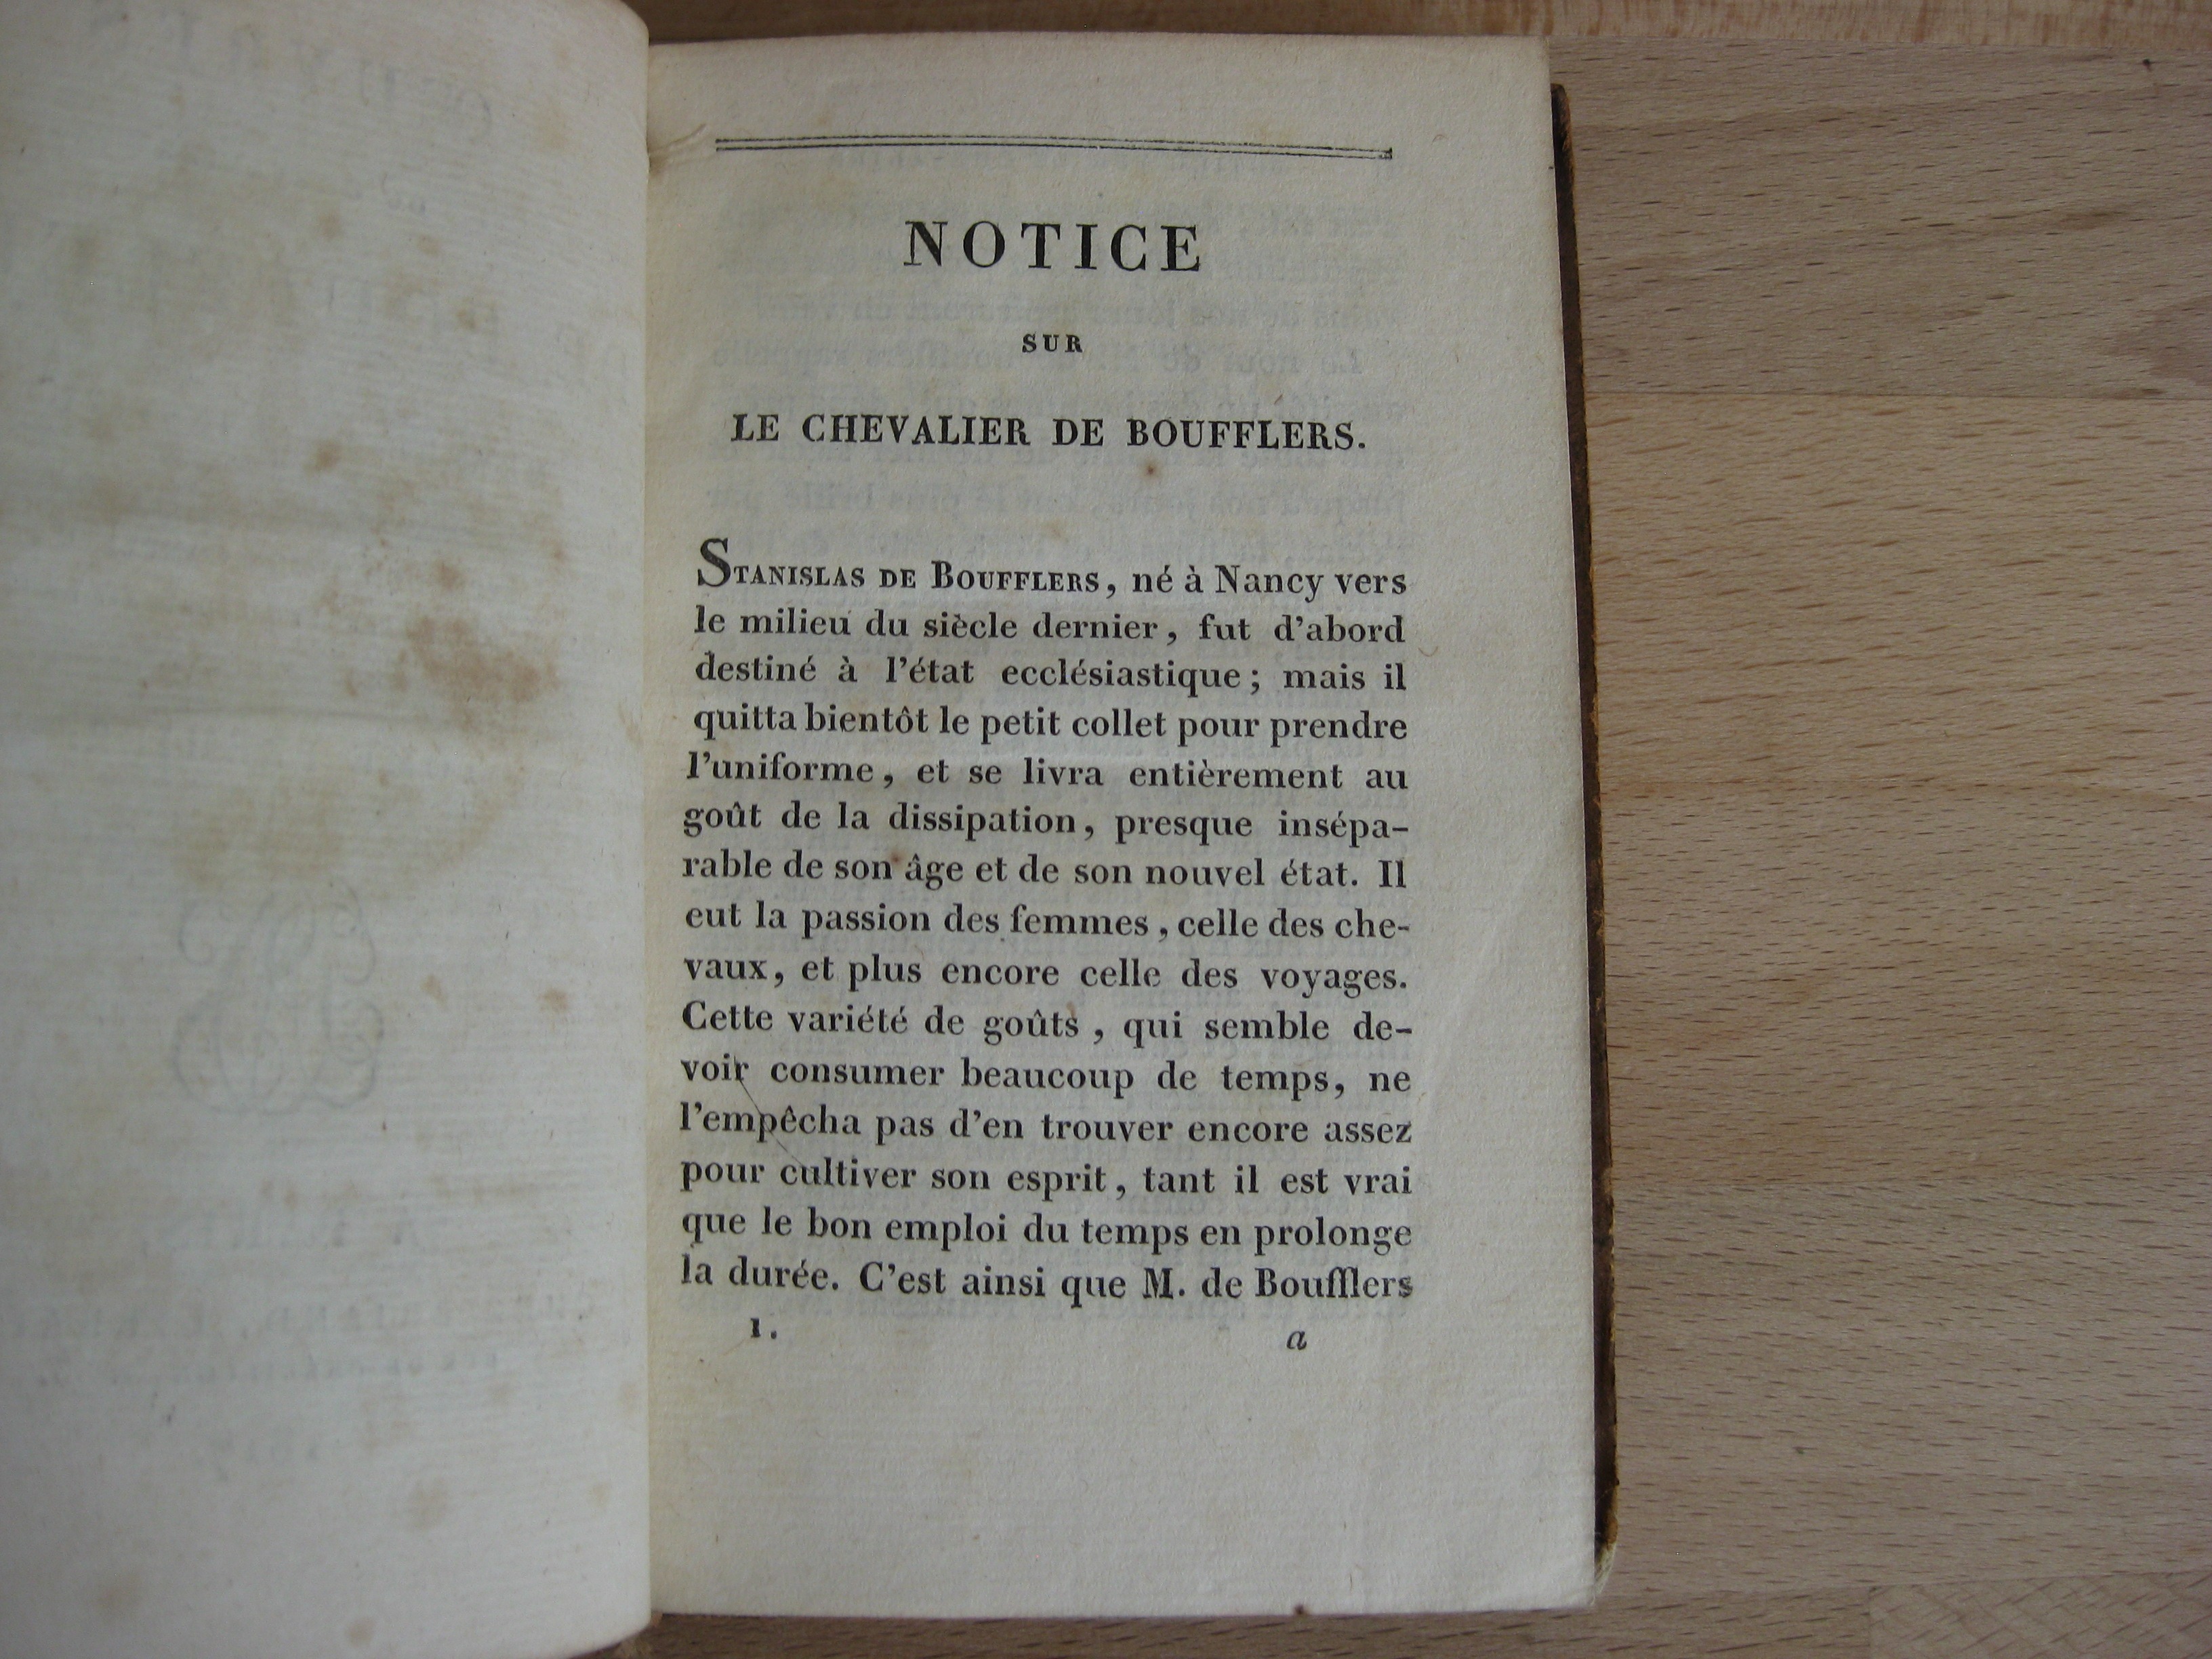 NOTICE
SUR
LE CHEVALIER DE BOUFFLERS.
STANISLAS DE BOUFFLERS, né à Nancy vers
le milieu du siècle dernier, fut d'abord
destiné à l'état ecclésiastique; mais il
quitta bientôt le petit collet pour prendre
l'uniforme, et se livra entièrement au
goût de la dissipation, presque insépa-
rable de son âge et de son nouvel état. Il
eut la passion des femmes, celle des che-
vaux, et plus encore celle des voyages.
Cette variété de goûts, qui semble de-
voir consumer beaucoup de temps, ne
l'empêcha pas d'en trouver encore assez
pour cultiver son esprit, tant il est vrai
que le bon emploi du temps en prolonge
la durée. C'est ainsi que M. de Boufflers
1. a